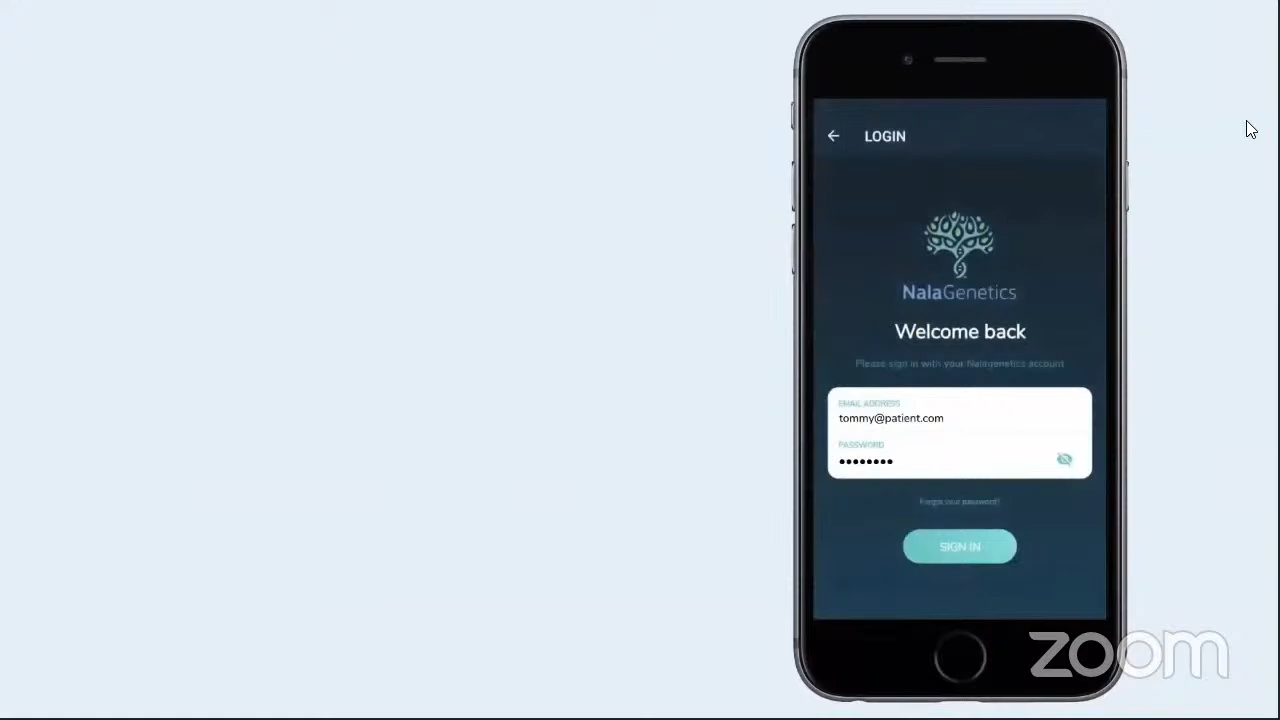 LOGIN
NalaGenetics
Welcome back
Please sign in with your Nalagenetics account
EMAIL ADDRESS
tommy@patient.com
PASSWORD
••••••••
Forgot your password?
SIGN IN
zoom